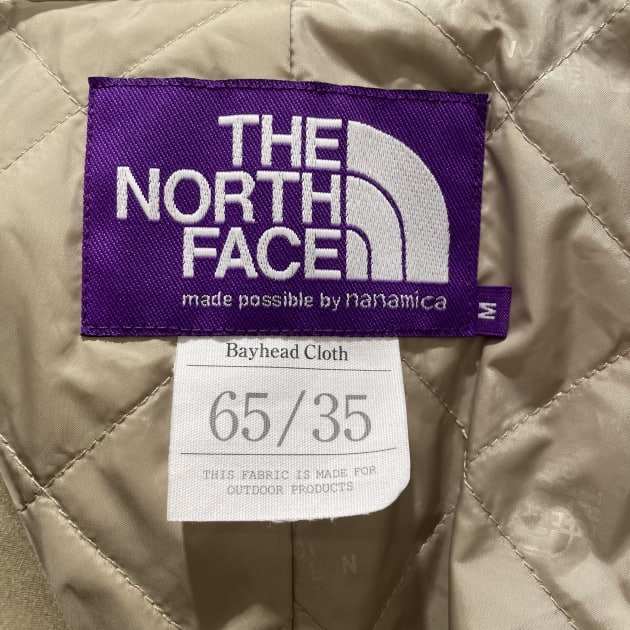 THE
NORTH
FACE
made possible by nanamica
M
Bayhead Cloth
65/35
THIS FABRIC IS MADE FOR
OUTDOOR PRODUCTS